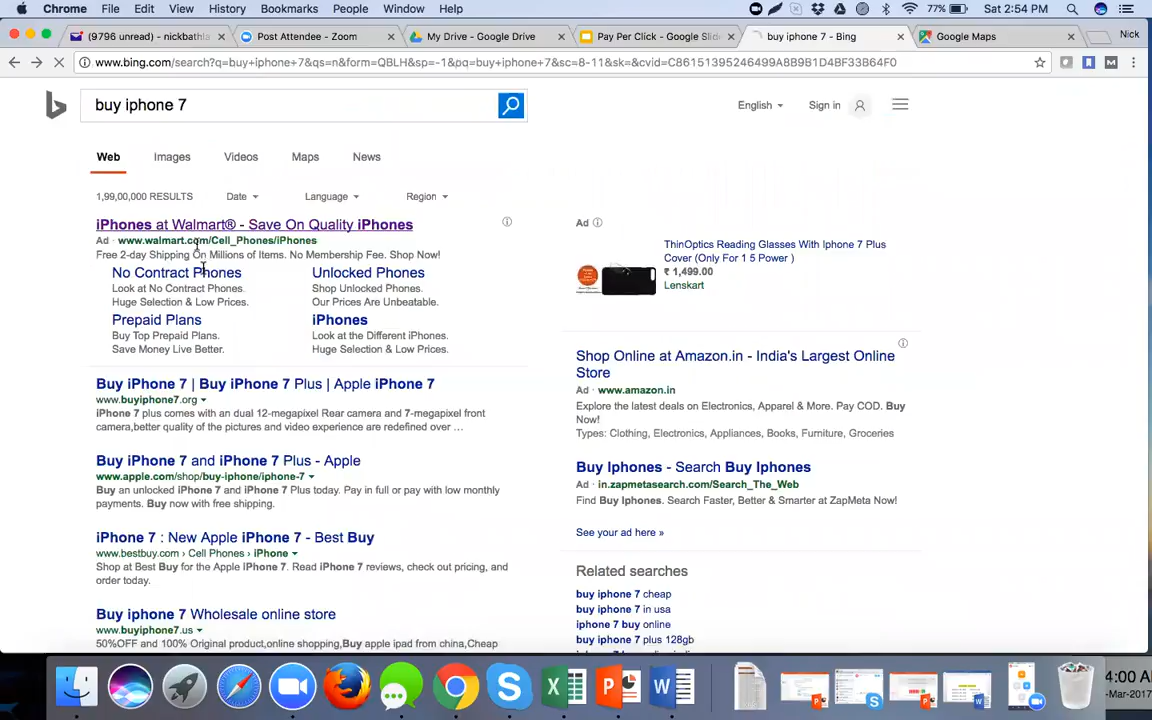 Chrome File Edit View History Bookmarks People Window Help 77% Sat 2:54 PM
(9796 unread) - nickbathla Post Attendee - Zoom My Drive - Google Drive Pay Per Click - Google Slide buy iphone 7 - Bing Google Maps Nick
www.bing.com/search?q=buy+iphone+7&qs=n&form=QBLH&sp=-1&pq=buy+iphone+7&sc=8-11&sk=&cvid=C86151395246499A8B9B1D4BF33B64F0
buy iphone 7
English Sign in
Web Images Videos Maps News
1,99,00,000 RESULTS Date Language Region
iPhones at Walmart® - Save On Quality iPhones
Ad · www.walmart.com/Cell_Phones/iPhones
Free 2-day Shipping On Millions of Items. No Membership Fee. Shop Now!
No Contract Phones
Look at No Contract Phones.
Huge Selection & Low Prices.
Unlocked Phones
Shop Unlocked Phones.
Our Prices Are Unbeatable.
Prepaid Plans
Buy Top Prepaid Plans.
Save Money Live Better.
iPhones
Look at the Different iPhones.
Huge Selection & Low Prices.
Buy iPhone 7 | Buy iPhone 7 Plus | Apple iPhone 7
www.buyiphone7.org
iPhone 7 plus comes with an dual 12-megapixel Rear camera and 7-megapixel front
camera,better quality of the pictures and video experience are redefined over ...
Buy iPhone 7 and iPhone 7 Plus - Apple
www.apple.com/shop/buy-iphone/iphone-7
Buy an unlocked iPhone 7 and iPhone 7 Plus today. Pay in full or pay with low monthly
payments. Buy now with free shipping.
iPhone 7 : New Apple iPhone 7 - Best Buy
www.bestbuy.com › Cell Phones › iPhone
Shop at Best Buy for the Apple IPhone 7. Read iPhone 7 reviews, check out pricing, and
order today.
Buy iphone 7 Wholesale online store
www.buyiphone7.us
50%OFF and 100% Original product,online shopping,Buy apple ipad from china,Cheap
Ad
ThinOptics Reading Glasses With Iphone 7 Plus
Cover (Only For 1 5 Power )
₹ 1,499.00
Lenskart
Shop Online at Amazon.in - India's Largest Online
Store
Ad · www.amazon.in
Explore the latest deals on Electronics, Apparel & More. Pay COD. Buy
Now!
Types: Clothing, Electronics, Appliances, Books, Furniture, Groceries
Buy Iphones - Search Buy Iphones
Ad · in.zapmetasearch.com/Search_The_Web
Find Buy Iphones. Search Faster, Better & Smarter at ZapMeta Now!
See your ad here »
Related searches
buy iphone 7 cheap
buy iphone 7 in usa
iphone 7 buy online
buy iphone 7 plus 128gb
4:00 AM
-Mar-2017